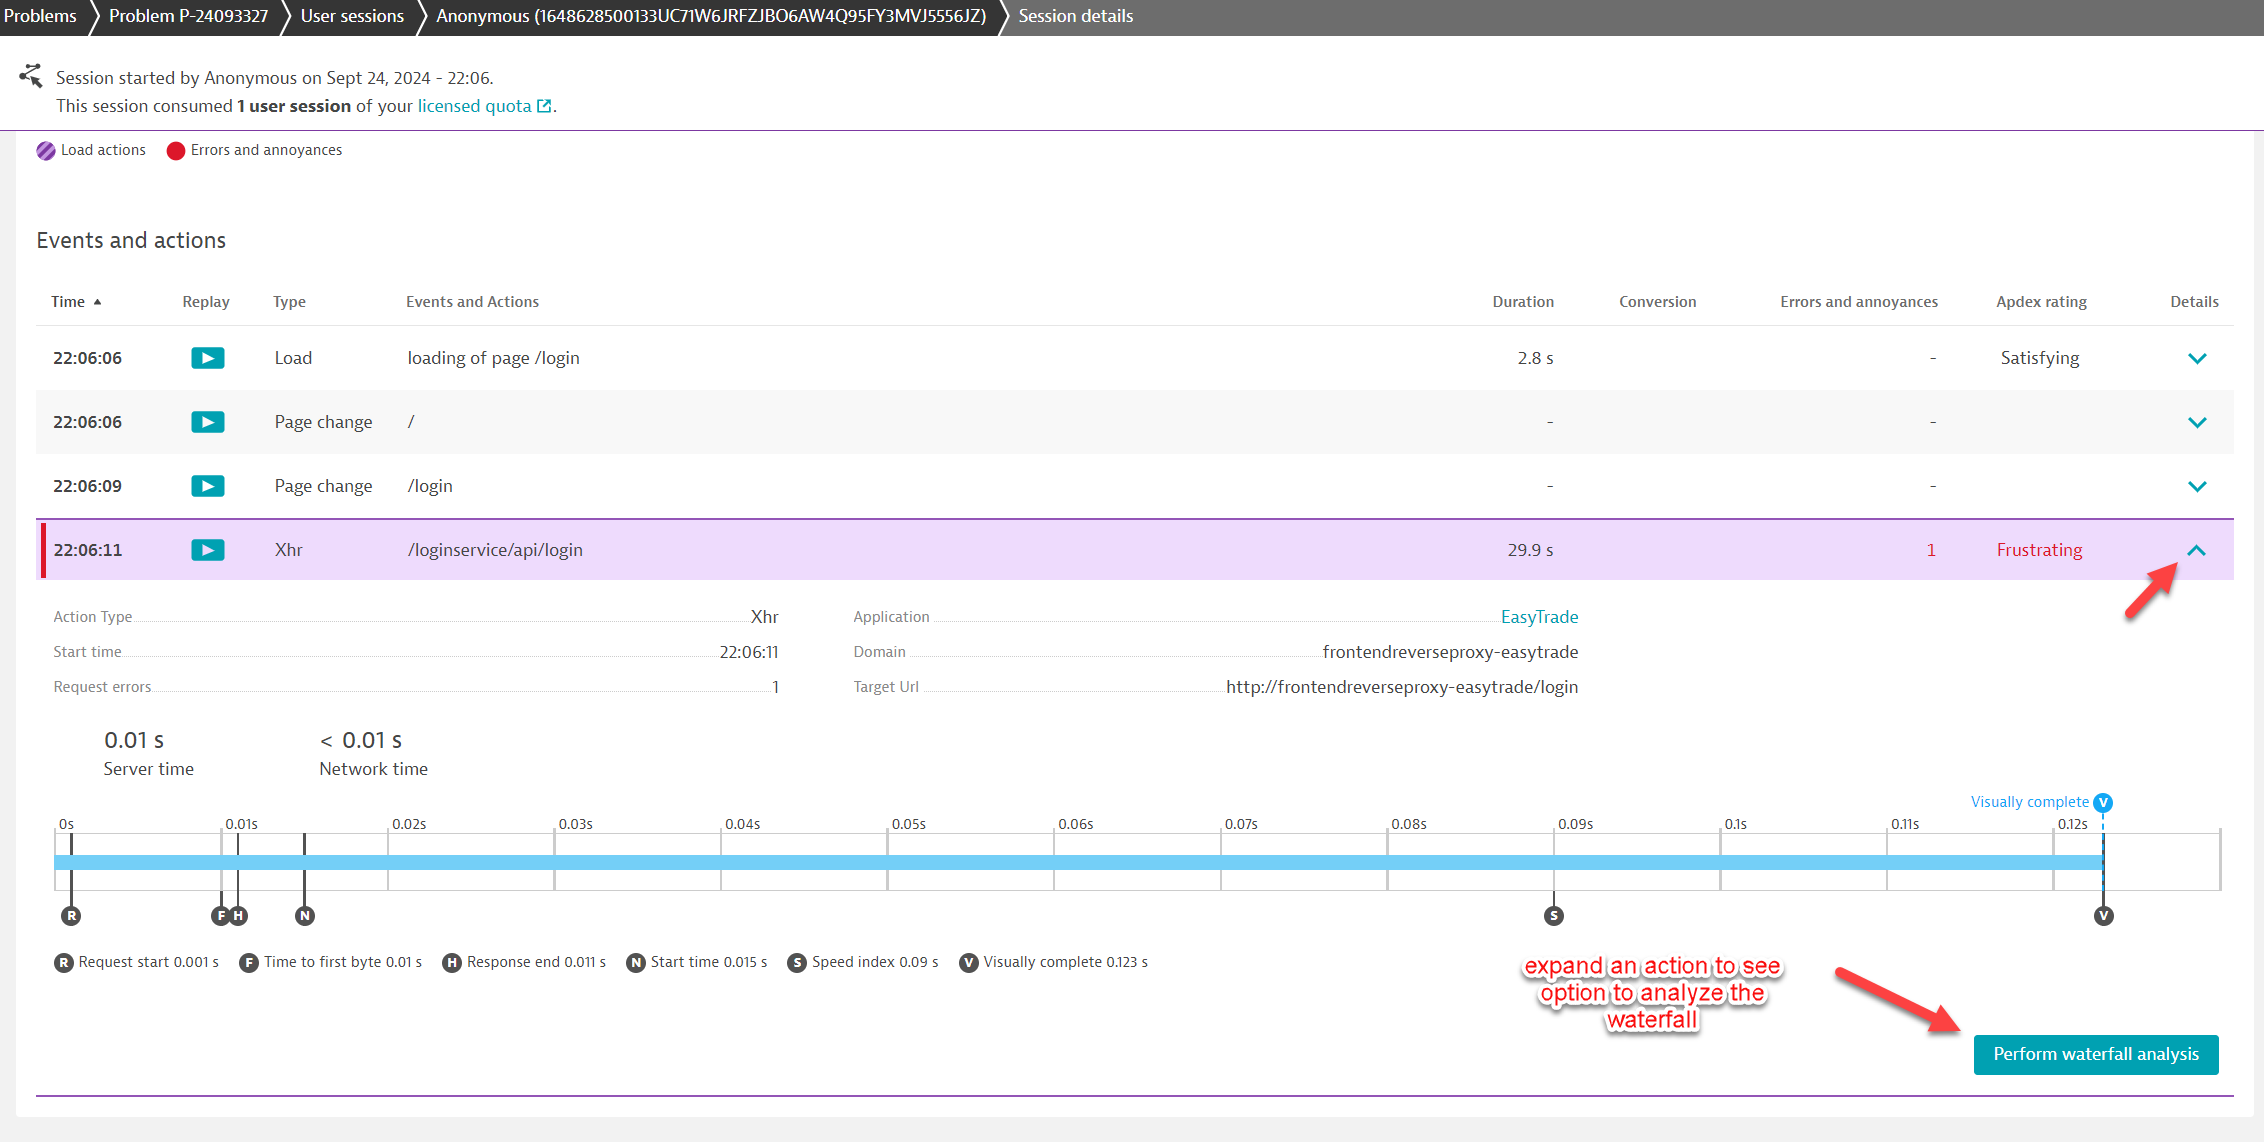 Problems Problem P-24093327 User sessions Anonymous (1648628500133UC71W6JRFZJBO6AW4Q95FY3MVJ5556JZ) Session details
Session started by Anonymous on Sept 24, 2024 - 22:06.
This session consumed 1 user session of your licensed quota.
Load actions Errors and annoyances
Events and actions
Time Replay Type Events and Actions Duration Conversion Errors and annoyances Apdex rating Details
22:06:06 Load loading of page /login 2.8 s - Satisfying
22:06:06 Page change / - -
22:06:09 Page change /login - -
22:06:11 Xhr /loginservice/api/login 29.9 s 1 Frustrating
Action Type Xhr Application EasyTrade
Start time 22:06:11 Domain frontendreverseproxy-easytrade
Request errors 1 Target Url http://frontendreverseproxy-easytrade/login
0.01 s < 0.01 s
Server time Network time
Visually complete V
0s 0.01s 0.02s 0.03s 0.04s 0.05s 0.06s 0.07s 0.08s 0.09s 0.1s 0.11s 0.12s
R F H N S V
R Request start 0.001 s F Time to first byte 0.01 s H Response end 0.011 s N Start time 0.015 s S Speed index 0.09 s V Visually complete 0.123 s
expand an action to see
option to analyze the
waterfall
Perform waterfall analysis